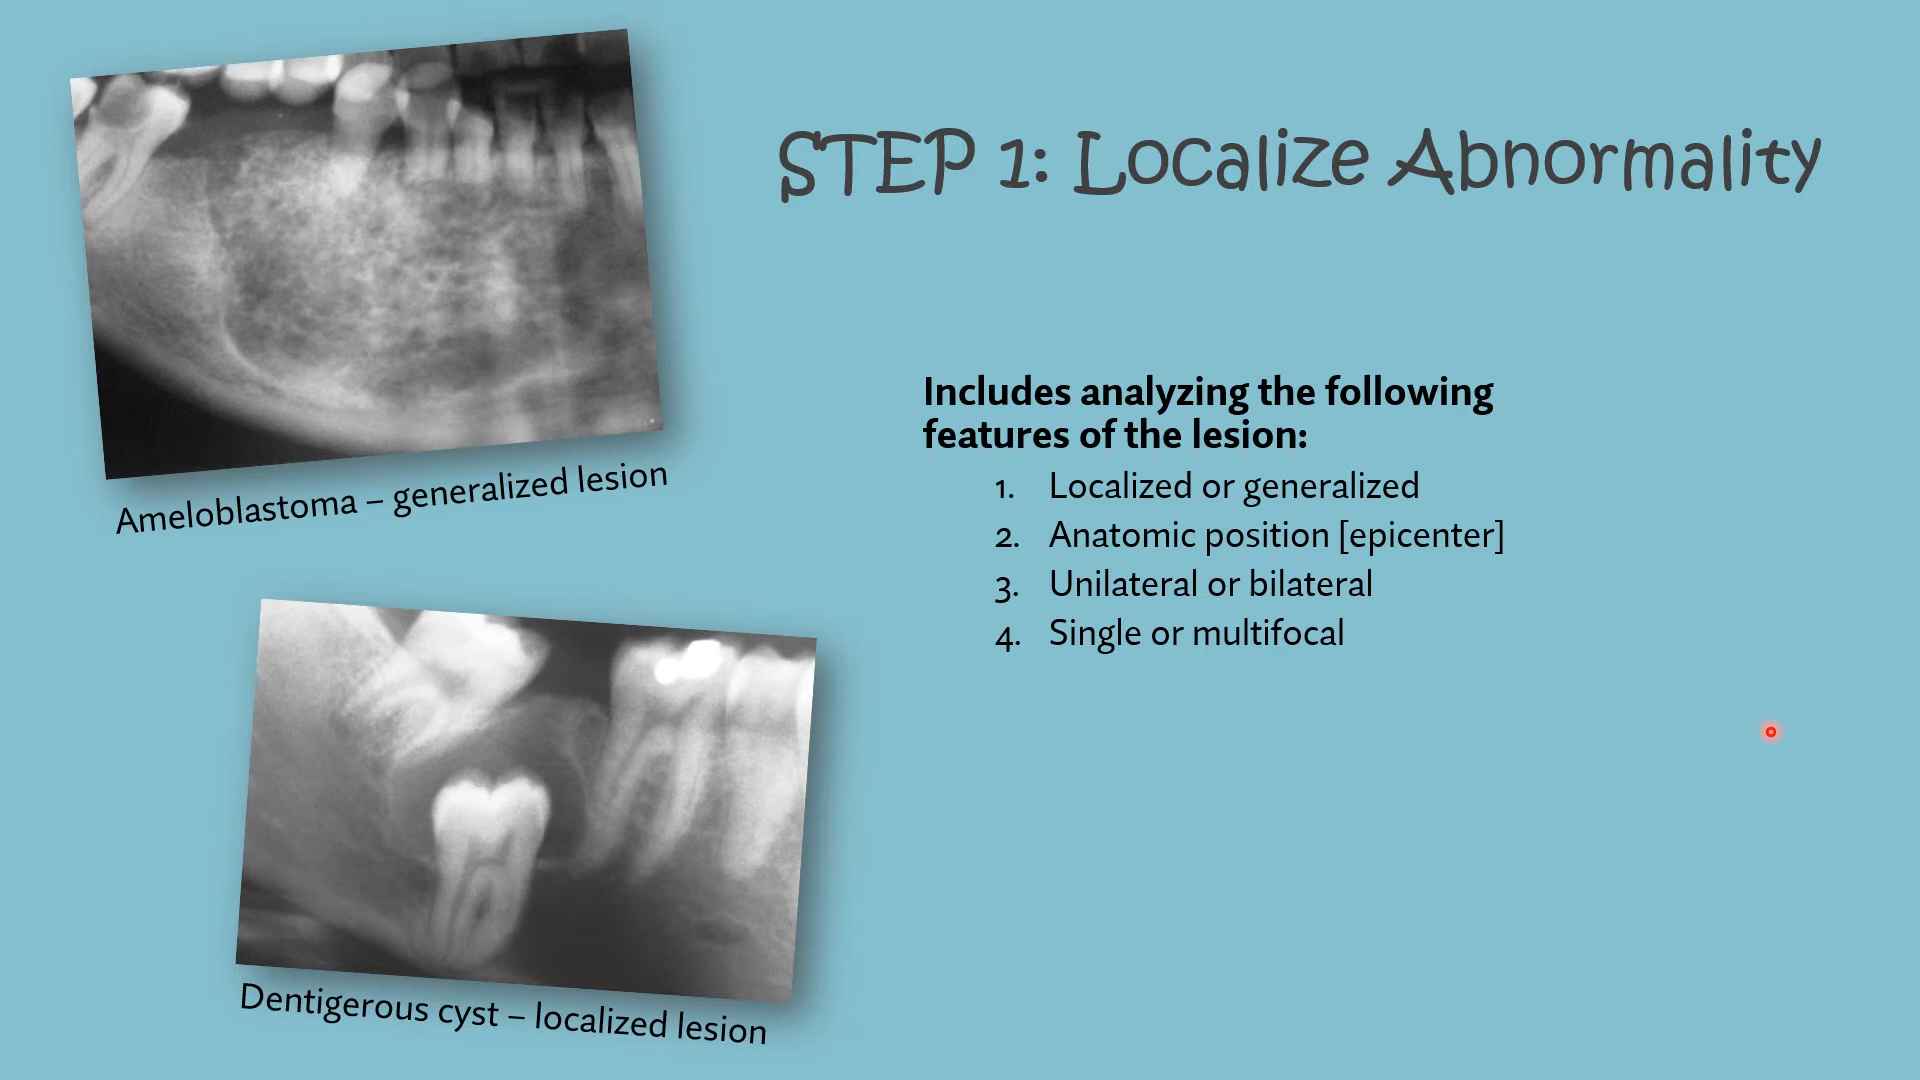 STEP 1: Localize Abnormality
Ameloblastoma – generalized lesion
Includes analyzing the following
features of the lesion:
1. Localized or generalized
2. Anatomic position [epicenter]
3. Unilateral or bilateral
4. Single or multifocal
Dentigerous cyst – localized lesion